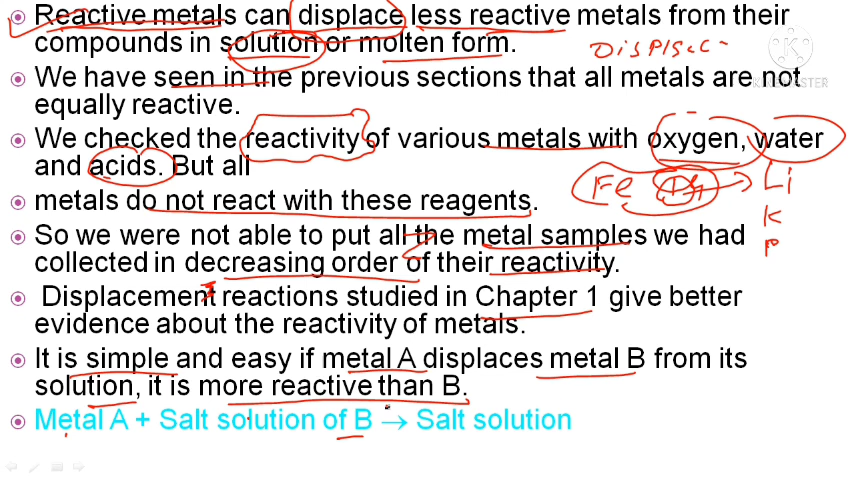 Reactive metals can displace less reactive metals from their
compounds in solution or molten form.
We have seen in the previous sections that all metals are not
equally reactive.
We checked the reactivity of various metals with oxygen, water
and acids. But all
metals do not react with these reagents.
So we were not able to put all the metal samples we had
collected in decreasing order of their reactivity.
Displacement reactions studied in Chapter 1 give better
evidence about the reactivity of metals.
It is simple and easy if metal A displaces metal B from its
solution, it is more reactive than B.
Metal A + Salt solution of B → Salt solution
Fe
Li
K